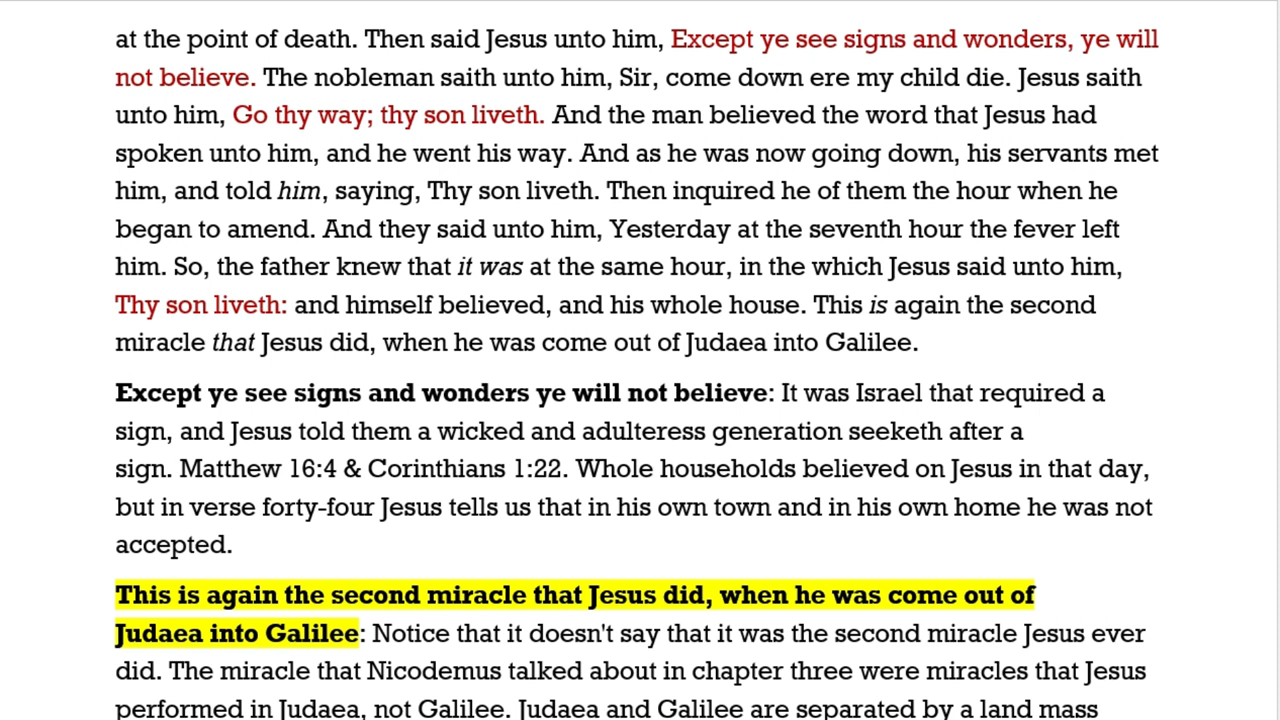 at the point of death. Then said Jesus unto him, Except ye see signs and wonders, ye will
not believe. The nobleman saith unto him, Sir, come down ere my child die. Jesus saith
unto him, Go thy way; thy son liveth. And the man believed the word that Jesus had
spoken unto him, and he went his way. And as he was now going down, his servants met
him, and told him, saying, Thy son liveth. Then inquired he of them the hour when he
began to amend. And they said unto him, Yesterday at the seventh hour the fever left
him. So, the father knew that it was at the same hour, in the which Jesus said unto him,
Thy son liveth: and himself believed, and his whole house. This is again the second
miracle that Jesus did, when he was come out of Judaea into Galilee.
Except ye see signs and wonders ye will not believe: It was Israel that required a
sign, and Jesus told them a wicked and adulteress generation seeketh after a
sign. Matthew 16:4 & Corinthians 1:22. Whole households believed on Jesus in that day,
but in verse forty-four Jesus tells us that in his own town and in his own home he was not
accepted.
This is again the second miracle that Jesus did, when he was come out of
Judaea into Galilee: Notice that it doesn't say that it was the second miracle Jesus ever
did. The miracle that Nicodemus talked about in chapter three were miracles that Jesus
performed in Judaea, not Galilee. Judaea and Galilee are separated by a land mass